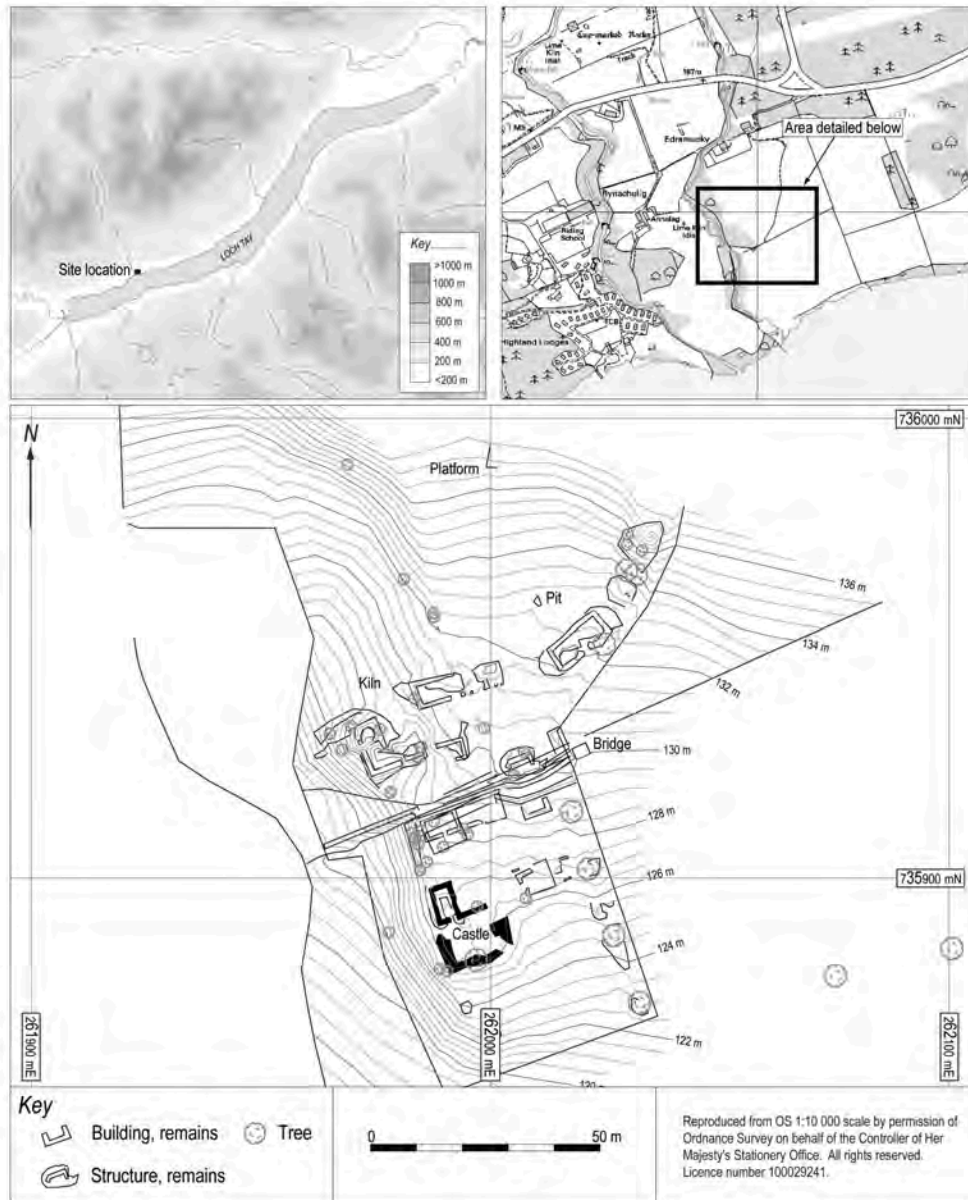 Site location
LOCH TAY
Key
>1000 m
1000 m
800 m
600 m
400 m
200 m
<200 m
Track
197m
Area detailed below
Edramucky
MS
Riding
School
Highland Lodges
736000 mN
N
Platform
136 m
Pit
134 m
132 m
Kiln
Bridge
130 m
128 m
735900 mN
126 m
Castle
124 m
261900 mE
262000 mE
262100 mE
122 m
120 m
Key
Building, remains
Tree
Structure, remains
0
50 m
Reproduced from OS 1:10 000 scale by permission of
Ordnance Survey on behalf of the Controller of Her
Majesty's Stationery Office. All rights reserved.
Licence number 100029241.